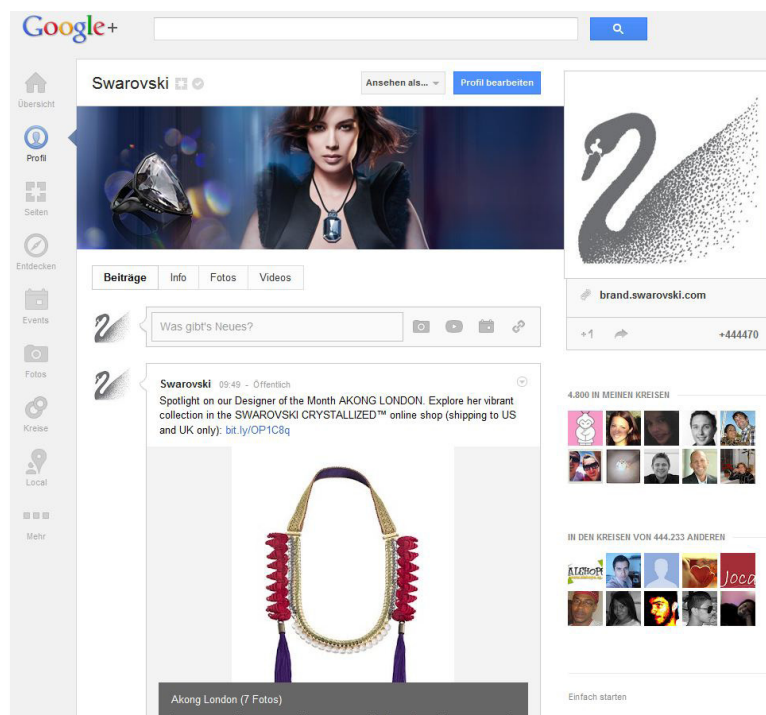 Google+
Swarovski
Ansehen als...
Profil bearbeiten
Übersicht
Profil
Seiten
Entdecken
Events
Fotos
Kreise
Local
Mehr
Beiträge Info Fotos Videos
Was gibt's Neues?
Swarovski 09:49 - Öffentlich
Spotlight on our Designer of the Month AKONG LONDON. Explore her vibrant
collection in the SWAROVSKI CRYSTALLIZED™ online shop (shipping to US
and UK only): bit.ly/OP1C8q
Akong London (7 Fotos)
brand.swarovski.com
+1 +444470
4.800 IN MEINEN KREISEN
IN DEN KREISEN VON 444.233 ANDEREN
Joca
Einfach starten